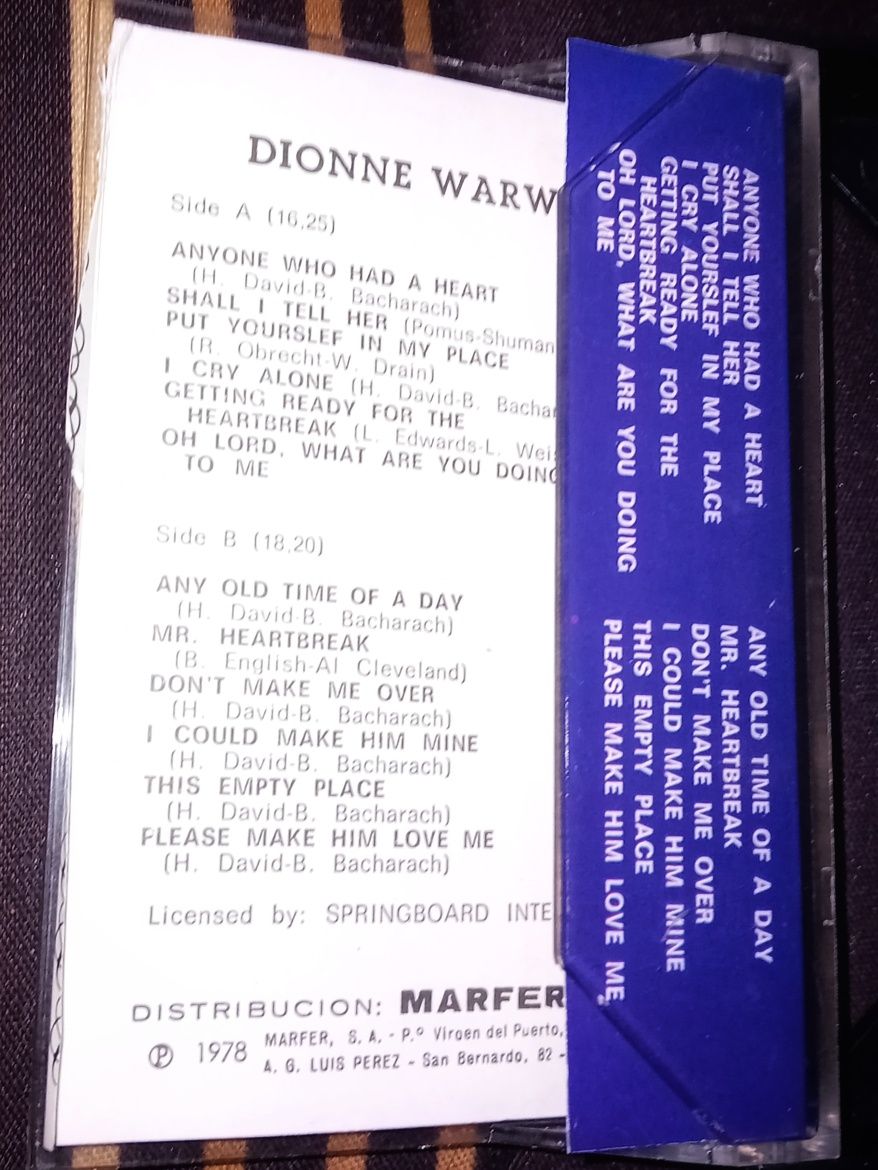 DIONNE WARW
Side A (16,25)
ANYONE WHO HAD A HEART
(H. David-B. Bacharach)
SHALL I TELL HER (Pomus-Shuman
PUT YOURSLEF IN MY PLACE
(R. Obrecht-W. Drain)
I CRY ALONE (H. David-B. Bachar
GETTING READY FOR THE
HEARTBREAK (L. Edwards-L. Weis
OH LORD, WHAT ARE YOU DOING
TO ME
Side B (18,20)
ANY OLD TIME OF A DAY
(H. David-B. Bacharach)
MR. HEARTBREAK
(B. English-Al Cleveland)
DON'T MAKE ME OVER
(H. David-B. Bacharach)
I COULD MAKE HIM MINE
(H. David-B. Bacharach)
THIS EMPTY PLACE
(H. David-B. Bacharach)
PLEASE MAKE HIM LOVE ME
(H. David-B. Bacharach)
Licensed by: SPRINGBOARD INTE
DISTRIBUCION: MARFER
Ⓟ 1978 MARFER, S. A. - P.º Virgen del Puerto,
A. G. LUIS PEREZ - San Bernardo, 82 -
ANYONE WHO HAD A HEART
SHALL I TELL HER
PUT YOURSLEF IN MY PLACE
I CRY ALONE
GETTING READY FOR THE
HEARTBREAK
OH LORD, WHAT ARE YOU DOING
TO ME
ANY OLD TIME OF A DAY
MR. HEARTBREAK
DON'T MAKE ME OVER
I COULD MAKE HIM MINE
THIS EMPTY PLACE
PLEASE MAKE HIM LOVE ME